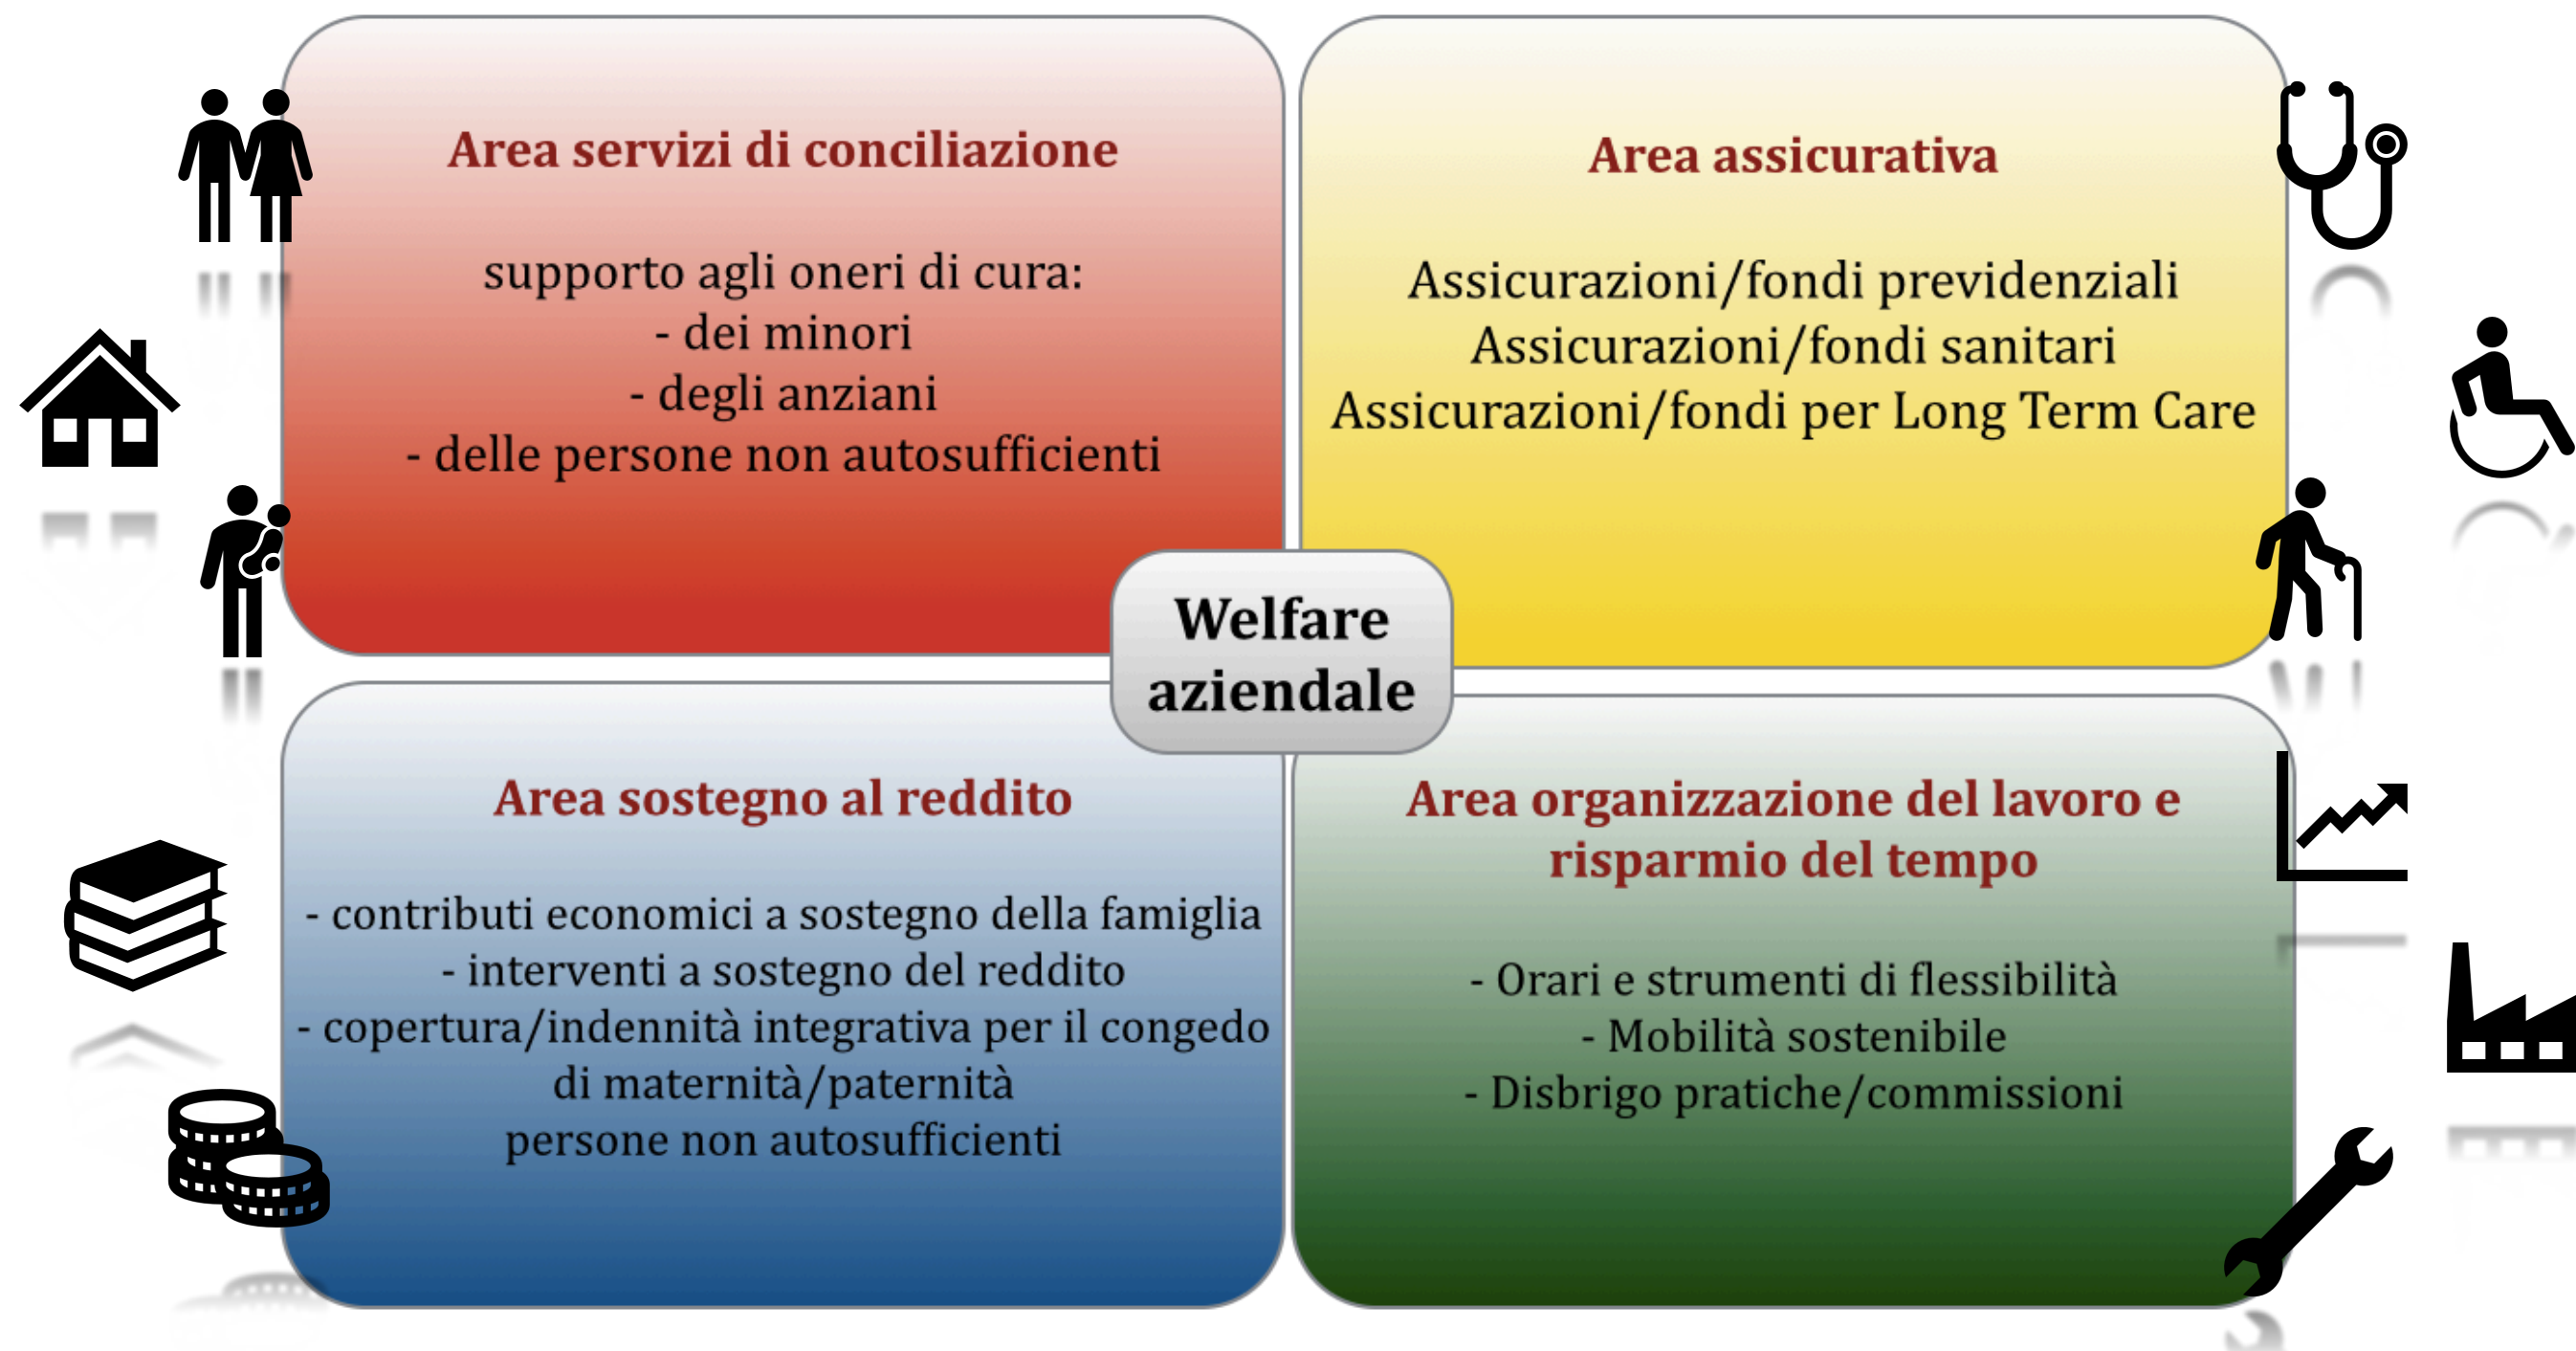 Area servizi di conciliazione
supporto agli oneri di cura:
- dei minori
- degli anziani
- delle persone non autosufficienti
Area assicurativa
Assicurazioni/fondi previdenziali
Assicurazioni/fondi sanitari
Assicurazioni/fondi per Long Term Care
Welfare
aziendale
Area sostegno al reddito
- contributi economici a sostegno della famiglia
- interventi a sostegno del reddito
- copertura/indennità integrativa per il congedo
di maternità/paternità
persone non autosufficienti
Area organizzazione del lavoro e
risparmio del tempo
- Orari e strumenti di flessibilità
- Mobilità sostenibile
- Disbrigo pratiche/commissioni